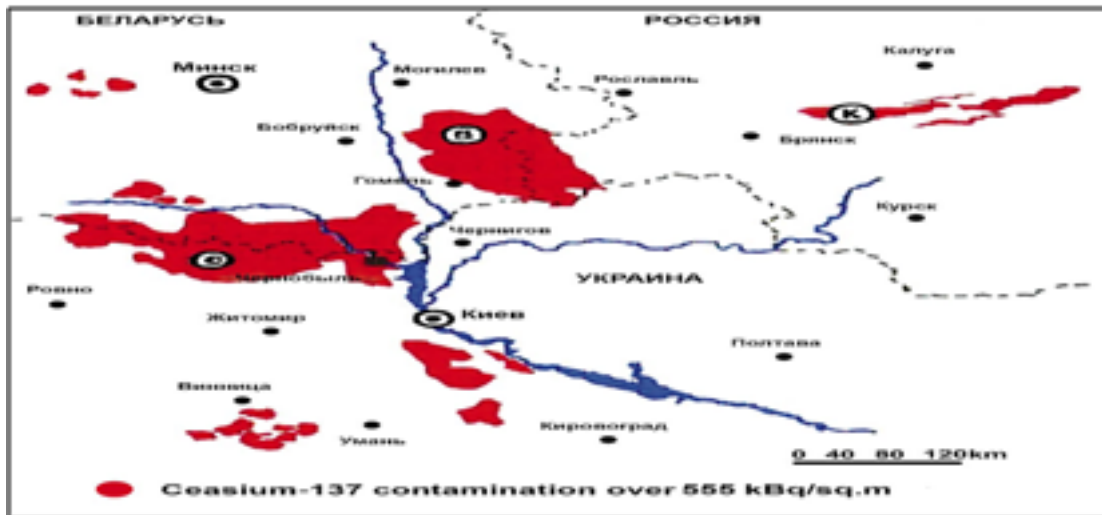 БЕЛАРУСЬ
РОССИЯ
Калуга
Минск
Могилев
Рославль
К
В
Бобруйск
Брянск
Гомель
Курск
Чернигов
С
Чернобыль
УКРАИНА
Ровно
Житомир
Киев
Полтава
Винница
Умань
Кировоград
0 40 80 120km
Ceasium-137 contamination over 555 kBq/sq.m